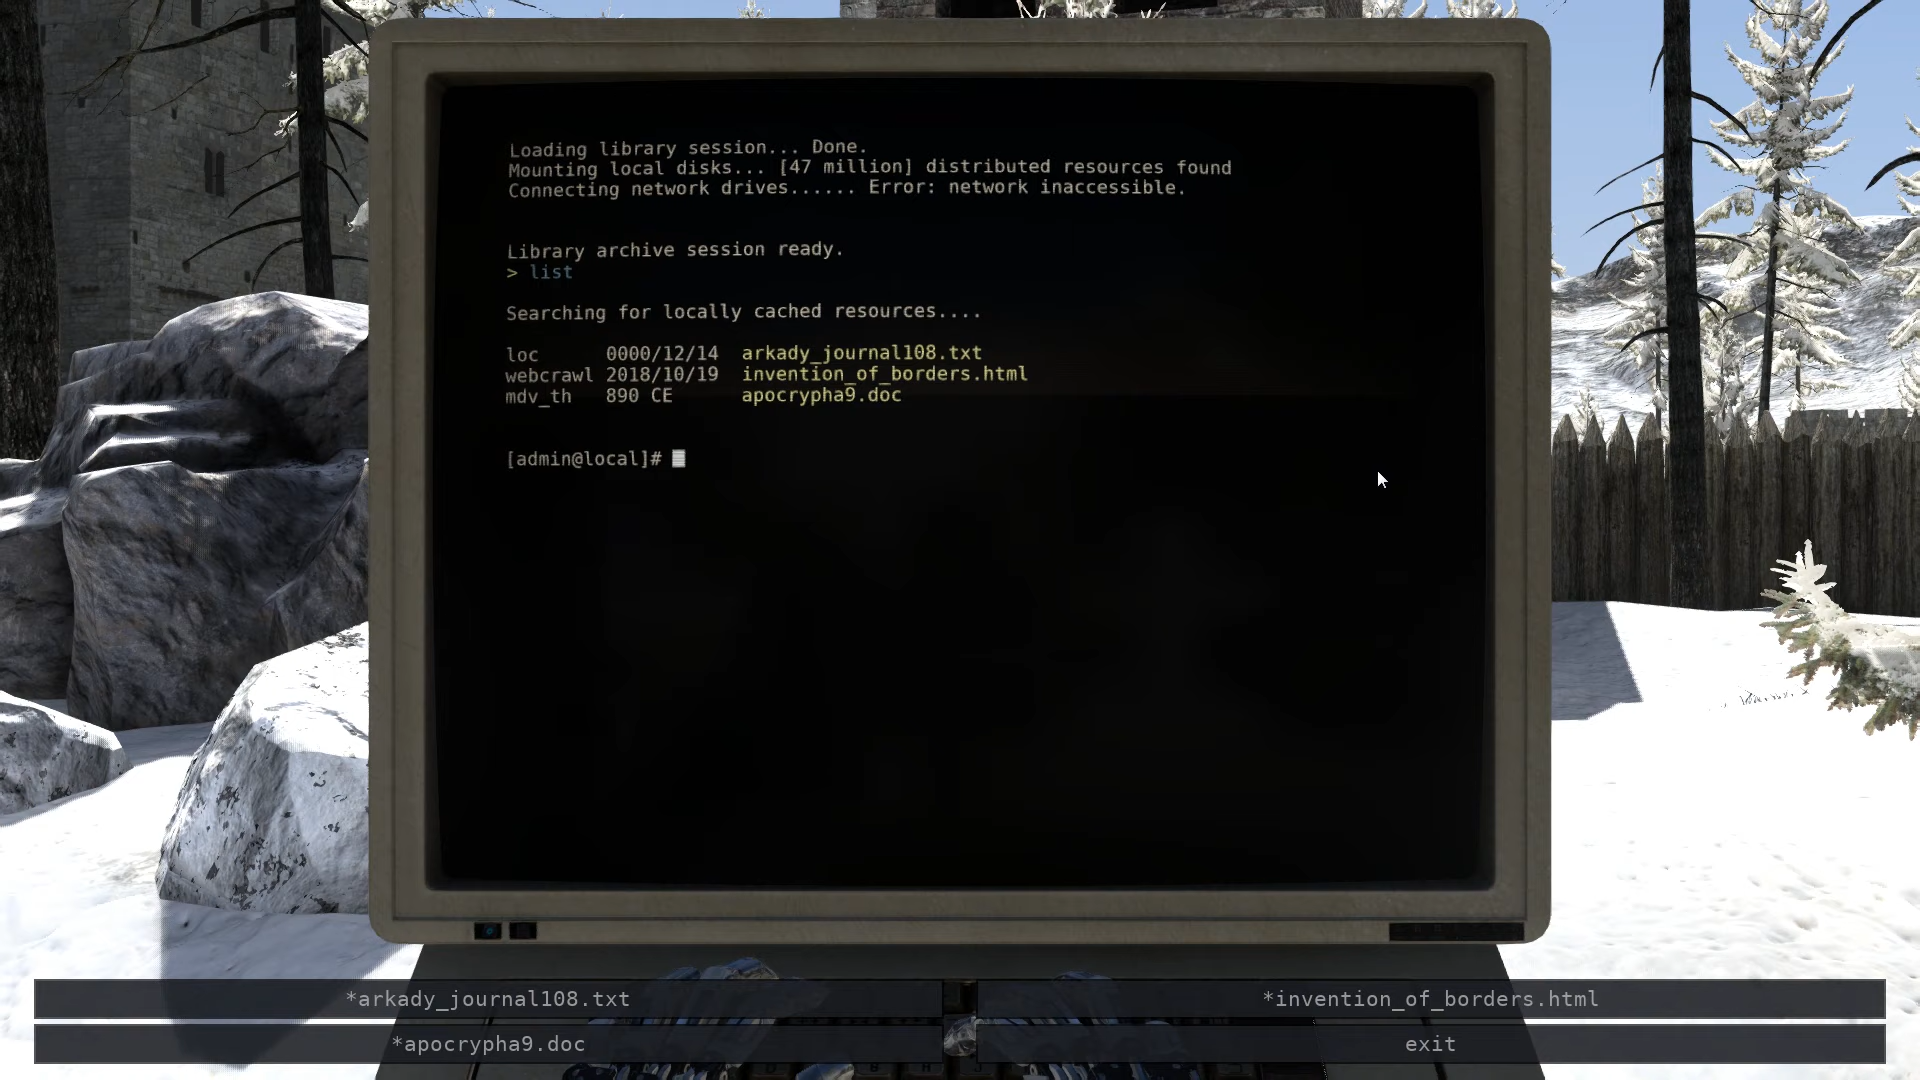 Loading library session... Done.
Mounting local disks... [47 million] distributed resources found
Connecting network drives...... Error: network inaccessible.
Library archive session ready.
> list
Searching for locally cached resources....
loc 0000/12/14 arkady_journal108.txt
webcrawl 2018/10/19 invention_of_borders.html
mdv_th 890 CE apocrypha9.doc
[admin@local]#
*arkady_journal108.txt
*invention_of_borders.html
*apocrypha9.doc
exit